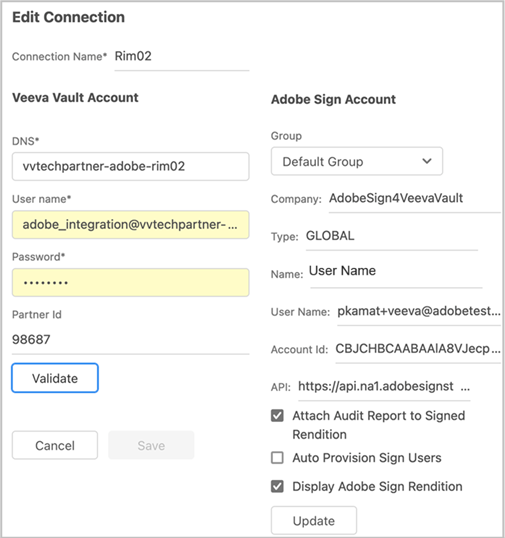 Edit Connection
Connection Name* Rim02
Veeva Vault Account
DNS*
vvtechpartner-adobe-rim02
User name*
adobe_integration@vvtechpartner-...
Password*
••••••••
Partner Id
98687
Validate
Cancel
Save
Adobe Sign Account
Group
Default Group
Company: AdobeSign4VeevaVault
Type: GLOBAL
Name: User Name
User Name: pkamat+veeva@adobetest...
Account Id: CBJCHBCAABAAlA8VJecp...
API: https://api.na1.adobesignst ...
Attach Audit Report to Signed
Rendition
Auto Provision Sign Users
Display Adobe Sign Rendition
Update